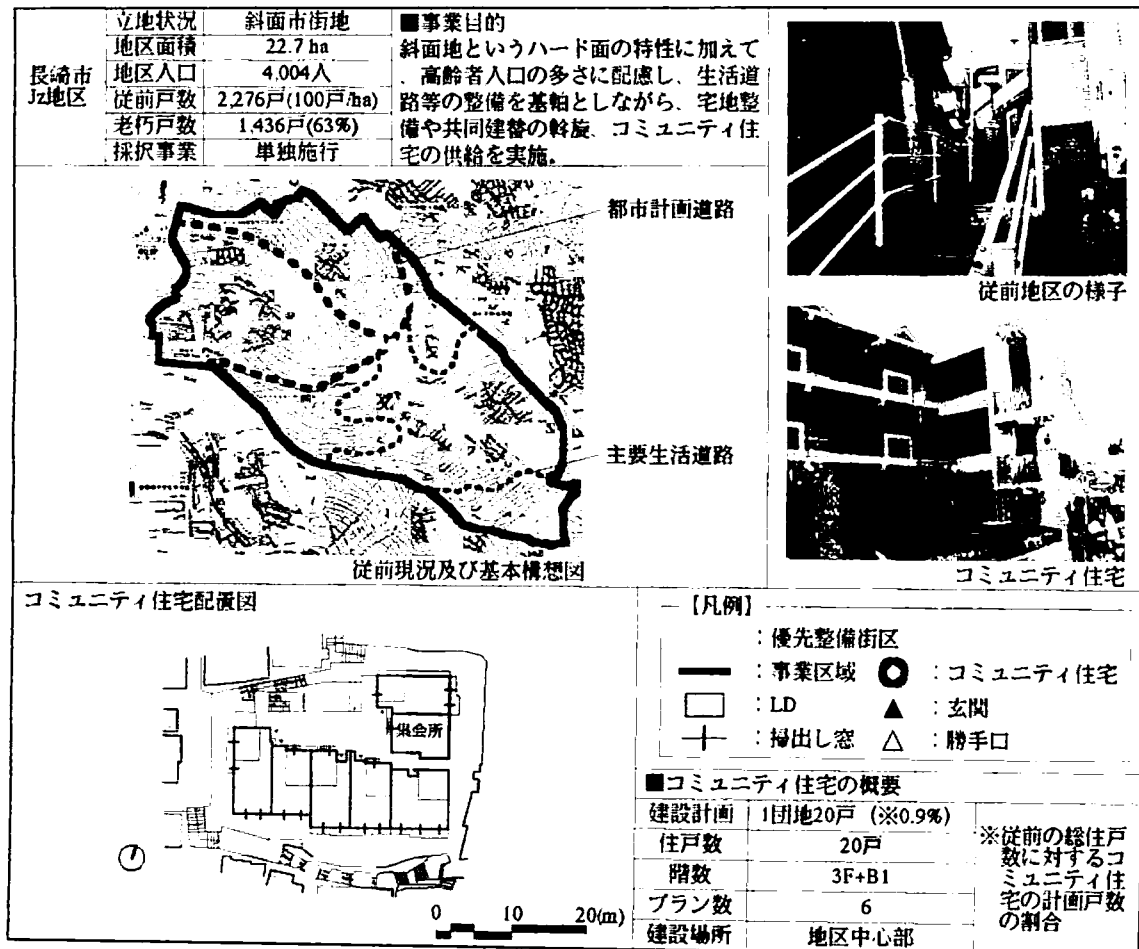 長崎市
Jz地区
立地状況 斜面市街地
地区面積 22.7 ha
地区人口 4,004人
従前戸数 2,276戸(100戸/ha)
老朽戸数 1,436戸(63%)
採択事業 単独施行
■事業目的
斜面地というハード面の特性に加えて
、高齢者人口の多さに配慮し、生活道
路等の整備を基軸としながら、宅地整
備や共同建替の斡旋、コミュニティ住
宅の供給を実施。
従前地区の様子
都市計画道路
主要生活道路
従前現況及び基本構想図
コミュニティ住宅
コミュニティ住宅配置図
集会所
0 10 20(m)
【凡例】
：優先整備街区
：事業区域 ：コミュニティ住宅
：LD ：玄関
：掃出し窓 ：勝手口
■コミュニティ住宅の概要
建設計画 1団地20戸 (※0.9%)
住戸数 20戸
階数 3F+B1
プラン数 6
建設場所 地区中心部
※従前の総住戸
数に対するコ
ミュニティ住
宅の計画戸数
の割合